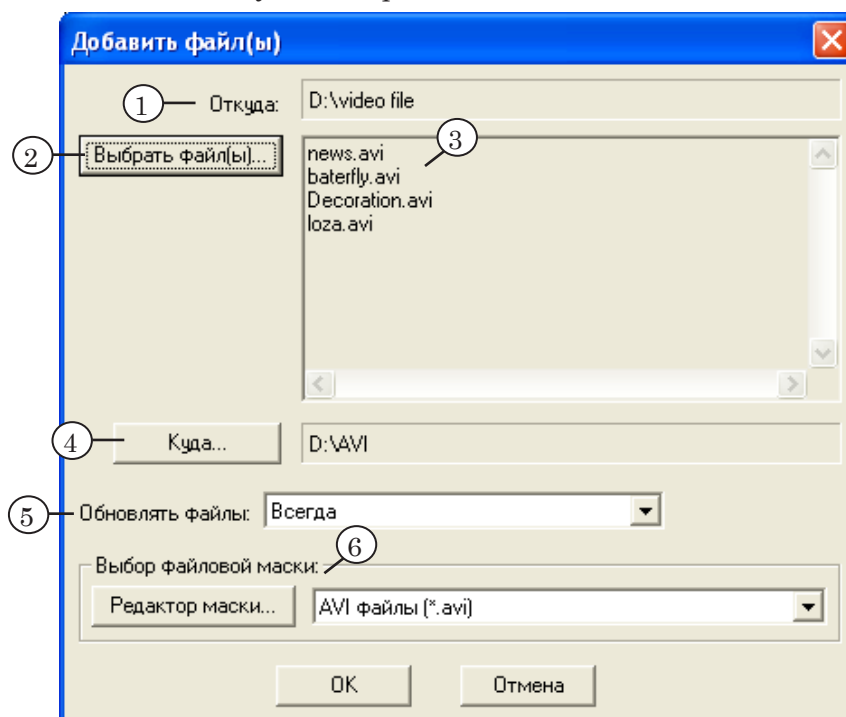 Добавить файл(ы)
1 Откуда: D:\video file
2 Выбрать файл(ы)... 3
news.avi
baterfly.avi
Decoration.avi
loza.avi
4 Куда... D:\AVI
5 Обновлять файлы: Всегда
6
Выбор файловой маски:
Редактор маски... AVI файлы (*.avi)
OK Отмена